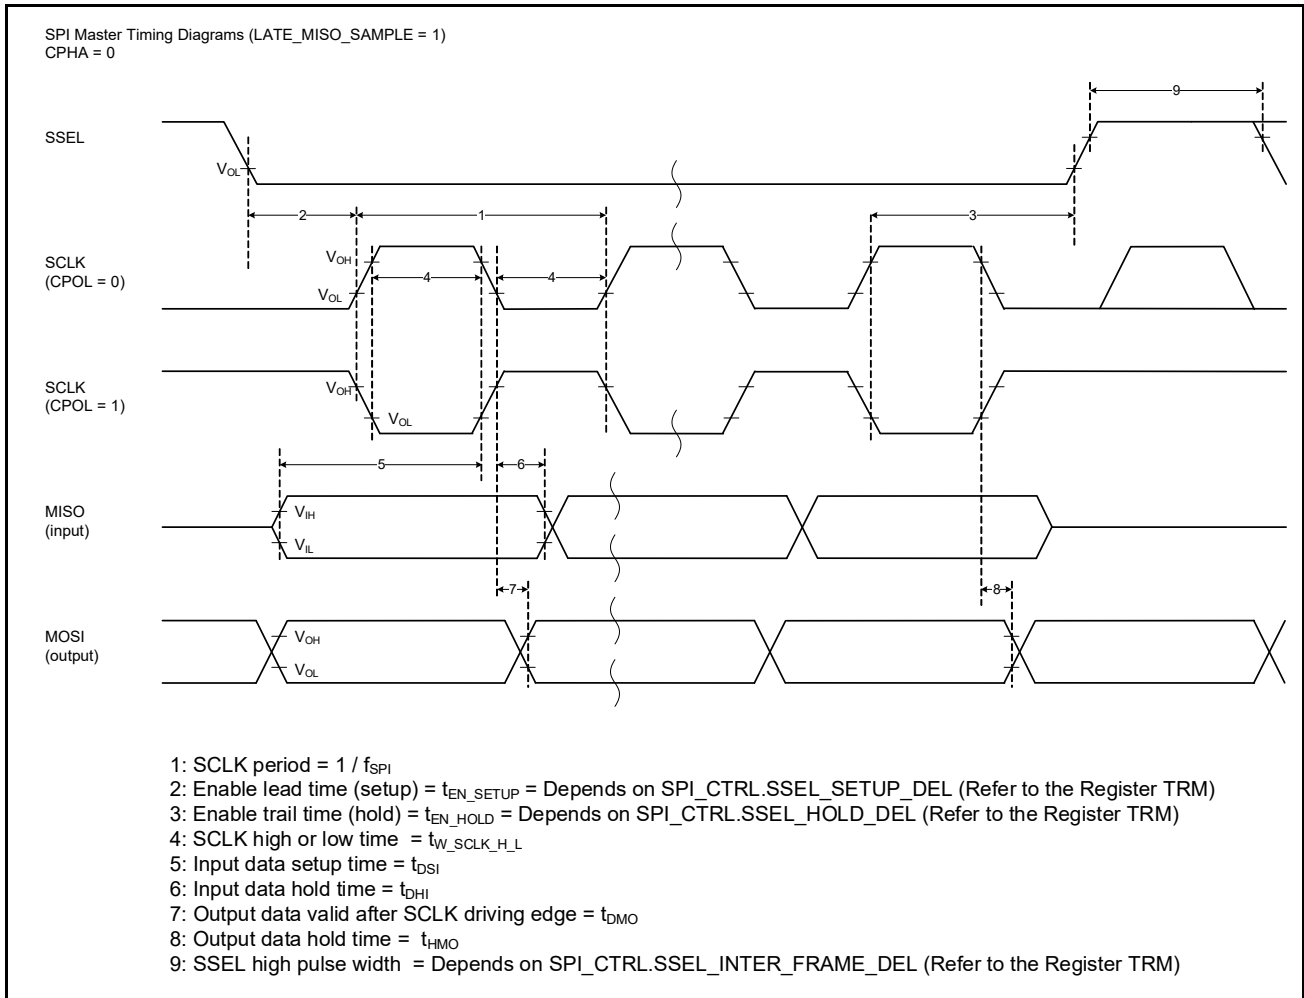 SPI Master Timing Diagrams (LATE_MISO_SAMPLE = 1)
CPHA = 0
9
SSEL
VOL
2
1
3
SCLK
(CPOL = 0)
VOH
4
4
VOL
SCLK
(CPOL = 1)
VOH
VOL
5
6
MISO
(input)
VIH
VIL
7
8
MOSI
(output)
VOH
VOL
1: SCLK period = 1 / fSPI
2: Enable lead time (setup) = tEN_SETUP = Depends on SPI_CTRL.SSEL_SETUP_DEL (Refer to the Register TRM)
3: Enable trail time (hold) = tEN_HOLD = Depends on SPI_CTRL.SSEL_HOLD_DEL (Refer to the Register TRM)
4: SCLK high or low time = tW_SCLK_H_L
5: Input data setup time = tDSI
6: Input data hold time = tDHI
7: Output data valid after SCLK driving edge = tDMO
8: Output data hold time = tHMO
9: SSEL high pulse width = Depends on SPI_CTRL.SSEL_INTER_FRAME_DEL (Refer to the Register TRM)